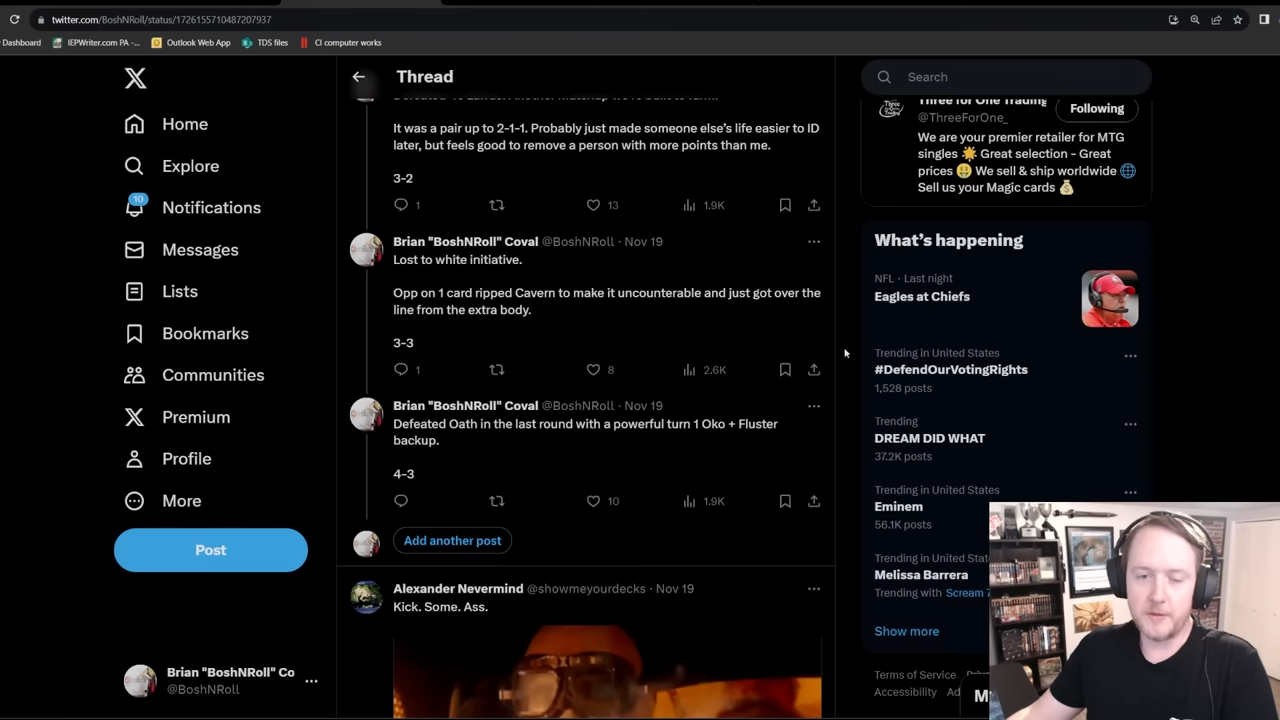 twitter.com/BoshNRoll/status/1726155710487207937
Dashboard
IEPWriter.com PA -...
Outlook Web App
TDS files
CI computer works
Thread
Search
Home
Explore
10
Notifications
Messages
Lists
Bookmarks
Communities
Premium
Profile
More
Post
Brian "BoshNRoll" Co
@BoshNRoll
It was a pair up to 2-1-1. Probably just made someone else's life easier to ID
later, but feels good to remove a person with more points than me.
3-2
1 13 1.9K
Brian "BoshNRoll" Coval @BoshNRoll · Nov 19
Lost to white initiative.
Opp on 1 card ripped Cavern to make it uncounterable and just got over the
line from the extra body.
3-3
1 8 2.6K
Brian "BoshNRoll" Coval @BoshNRoll · Nov 19
Defeated Oath in the last round with a powerful turn 1 Oko + Fluster
backup.
4-3
10 1.9K
Add another post
Alexander Nevermind @showmeyourdecks · Nov 19
Kick. Some. Ass.
Three for One Trading
@ThreeForOne_
Following
We are your premier retailer for MTG
singles 🌟 Great selection - Great
prices 🤑 We sell & ship worldwide 🌐
Sell us your Magic cards 💰
What's happening
NFL · Last night
Eagles at Chiefs
Trending in United States
#DefendOurVotingRights
1,528 posts
Trending
DREAM DID WHAT
37.2K posts
Trending in United States
Eminem
56.1K posts
Trending in United States
Melissa Barrera
Trending with Scream 7
Show more
Terms of Service
Accessibility Ad